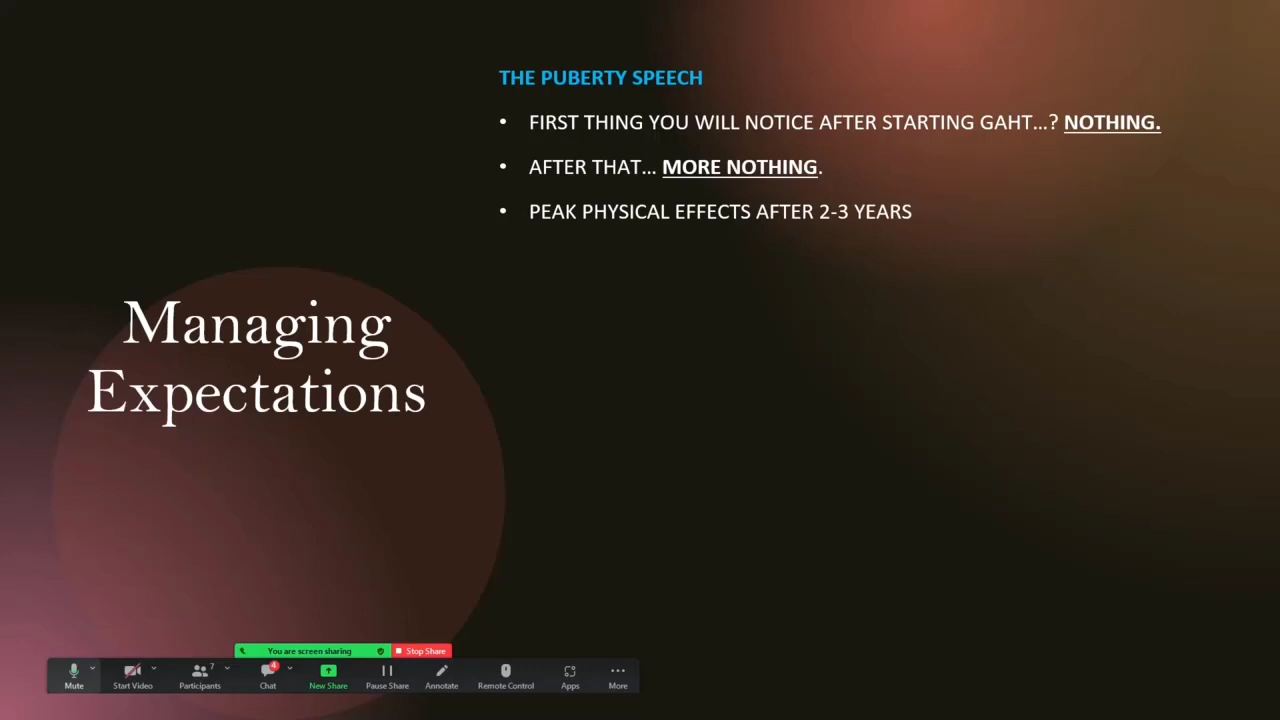 THE PUBERTY SPEECH
• FIRST THING YOU WILL NOTICE AFTER STARTING GAHT...? NOTHING.
• AFTER THAT... MORE NOTHING.
• PEAK PHYSICAL EFFECTS AFTER 2-3 YEARS
Managing
Expectations
You are screen sharing Stop Share
7 4
Mute Start Video Participants Chat New Share Pause Share Annotate Remote Control Apps More